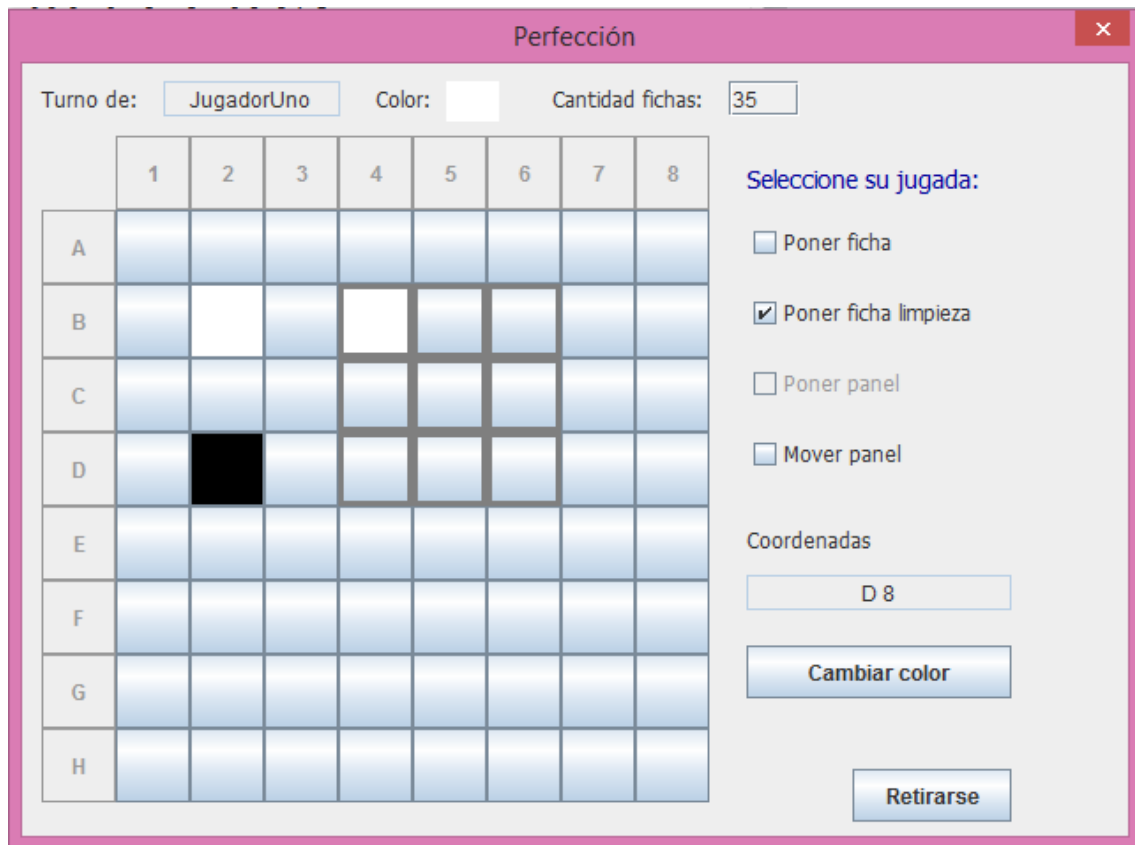 Perfección
Turno de: JugadorUno Color: Cantidad fichas: 35
1 2 3 4 5 6 7 8
Seleccione su jugada:
A
Poner ficha
B
Poner ficha limpieza
C
Poner panel
D
Mover panel
E
Coordenadas
D 8
F
Cambiar color
G
H
Retirarse